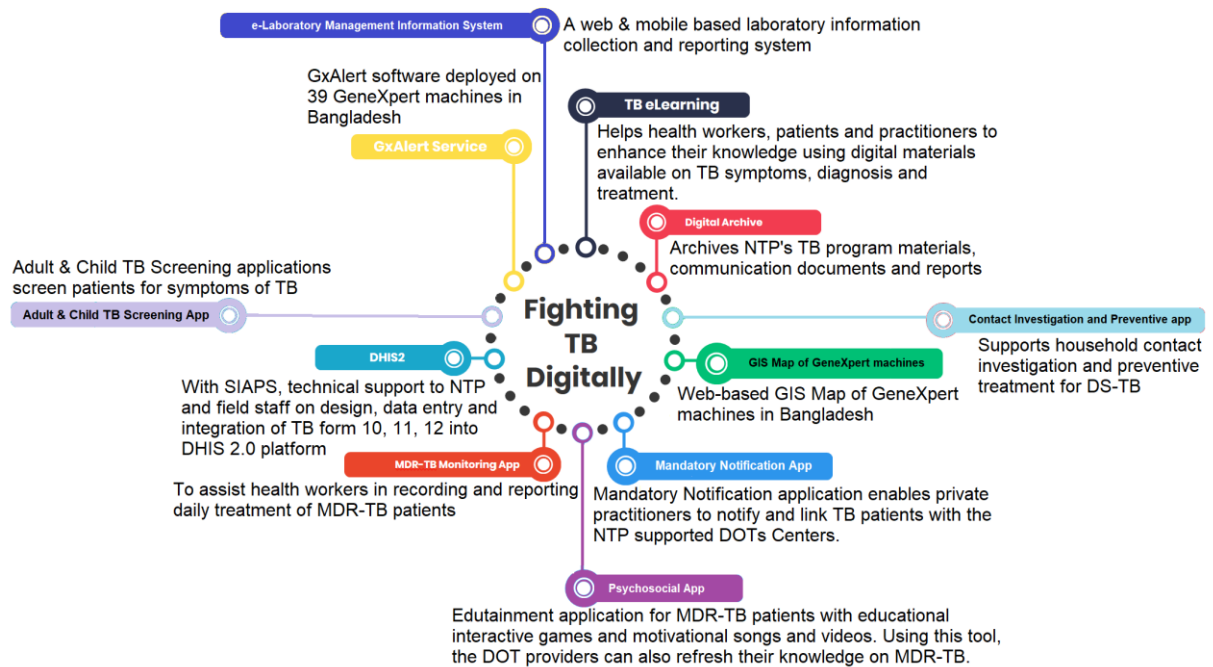 e-Laboratory Management Information System
A web & mobile based laboratory information
collection and reporting system
GxAlert software deployed on
39 GeneXpert machines in
Bangladesh
GxAlert Service
TB eLearning
Helps health workers, patients and practitioners to
enhance their knowledge using digital materials
available on TB symptoms, diagnosis and
treatment.
Digital Archive
Archives NTP's TB program materials,
communication documents and reports
Adult & Child TB Screening applications
screen patients for symptoms of TB
Adult & Child TB Screening App
Fighting
TB
Digitally
Contact Investigation and Preventive app
Supports household contact
investigation and preventive
treatment for DS-TB
DHIS2
With SIAPS, technical support to NTP
and field staff on design, data entry and
integration of TB form 10, 11, 12 into
DHIS 2.0 platform
GIS Map of GeneXpert machines
Web-based GIS Map of GeneXpert
machines in Bangladesh
MDR-TB Monitoring App
To assist health workers in recording and reporting
daily treatment of MDR-TB patients
Mandatory Notification App
Mandatory Notification application enables private
practitioners to notify and link TB patients with the
NTP supported DOTs Centers.
Psychosocial App
Edutainment application for MDR-TB patients with educational
interactive games and motivational songs and videos. Using this tool,
the DOT providers can also refresh their knowledge on MDR-TB.